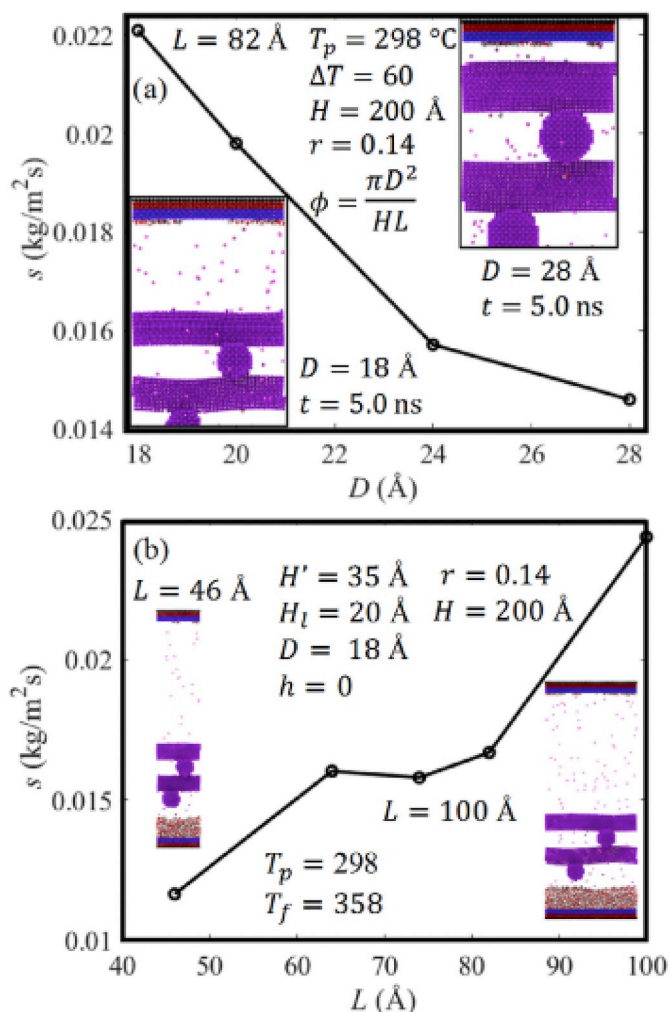 0.022
0.02
0.018
0.016
0.014
s (kg/m²s)
(a)
L = 82 Å
T_p = 298 °C
ΔT = 60
H = 200 Å
r = 0.14
ϕ = πD²/HL
D = 28 Å
t = 5.0 ns
D = 18 Å
t = 5.0 ns
18 20 22 24 26 28
D (Å)
0.025
0.02
0.015
0.01
s (kg/m²s)
(b)
L = 46 Å
H' = 35 Å r = 0.14
H_l = 20 Å H = 200 Å
D = 18 Å
h = 0
L = 100 Å
T_p = 298
T_f = 358
40 50 60 70 80 90 100
L (Å)